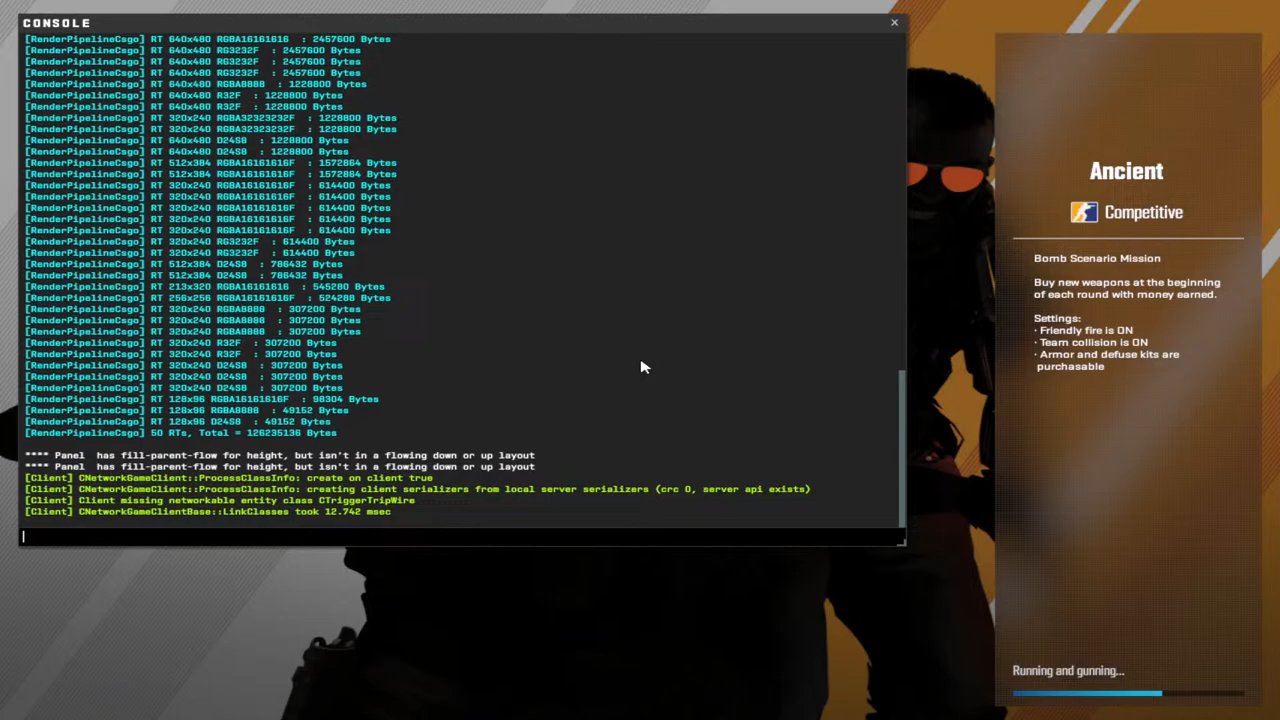 CONSOLE
[RenderPipelineCsgo] RT 640x480 RGBA16161616 : 2457600 Bytes
[RenderPipelineCsgo] RT 640x480 RG3232F : 2457600 Bytes
[RenderPipelineCsgo] RT 640x480 RG3232F : 2457600 Bytes
[RenderPipelineCsgo] RT 640x480 RG3232F : 2457600 Bytes
[RenderPipelineCsgo] RT 640x480 RGBA8888 : 1228800 Bytes
[RenderPipelineCsgo] RT 640x480 R32F : 1228800 Bytes
[RenderPipelineCsgo] RT 640x480 R32F : 1228800 Bytes
[RenderPipelineCsgo] RT 320x240 RGBA32323232F : 1228800 Bytes
[RenderPipelineCsgo] RT 320x240 RGBA32323232F : 1228800 Bytes
[RenderPipelineCsgo] RT 640x480 D24S8 : 1228800 Bytes
[RenderPipelineCsgo] RT 640x480 D24S8 : 1228800 Bytes
[RenderPipelineCsgo] RT 512x384 RGBA16161616F : 1572864 Bytes
[RenderPipelineCsgo] RT 512x384 RGBA16161616F : 1572864 Bytes
[RenderPipelineCsgo] RT 320x240 RGBA16161616F : 614400 Bytes
[RenderPipelineCsgo] RT 320x240 RGBA16161616F : 614400 Bytes
[RenderPipelineCsgo] RT 320x240 RGBA16161616F : 614400 Bytes
[RenderPipelineCsgo] RT 320x240 RGBA16161616F : 614400 Bytes
[RenderPipelineCsgo] RT 320x240 RGBA16161616F : 614400 Bytes
[RenderPipelineCsgo] RT 320x240 RG3232F : 614400 Bytes
[RenderPipelineCsgo] RT 320x240 RG3232F : 614400 Bytes
[RenderPipelineCsgo] RT 512x384 D24S8 : 786432 Bytes
[RenderPipelineCsgo] RT 512x384 D24S8 : 786432 Bytes
[RenderPipelineCsgo] RT 213x320 RGBA16161616 : 545280 Bytes
[RenderPipelineCsgo] RT 256x256 RGBA16161616F : 524288 Bytes
[RenderPipelineCsgo] RT 320x240 RGBA8888 : 307200 Bytes
[RenderPipelineCsgo] RT 320x240 RGBA8888 : 307200 Bytes
[RenderPipelineCsgo] RT 320x240 RGBA8888 : 307200 Bytes
[RenderPipelineCsgo] RT 320x240 R32F : 307200 Bytes
[RenderPipelineCsgo] RT 320x240 R32F : 307200 Bytes
[RenderPipelineCsgo] RT 320x240 D24S8 : 307200 Bytes
[RenderPipelineCsgo] RT 320x240 D24S8 : 307200 Bytes
[RenderPipelineCsgo] RT 320x240 D24S8 : 307200 Bytes
[RenderPipelineCsgo] RT 128x96 RGBA16161616F : 98304 Bytes
[RenderPipelineCsgo] RT 128x96 RGBA8888 : 49152 Bytes
[RenderPipelineCsgo] RT 128x96 D24S8 : 49152 Bytes
[RenderPipelineCsgo] 50 RTs, Total = 126235136 Bytes
**** Panel has fill-parent-flow for height, but isn't in a flowing down or up layout
**** Panel has fill-parent-flow for height, but isn't in a flowing down or up layout
[Client] CNetworkGameClient::ProcessClassInfo: create on client true
[Client] CNetworkGameClient::ProcessClassInfo: creating client serializers from local server serializers (crc 0, server api exists)
[Client] Client missing networkable entity class CTriggerTripWire
[Client] CNetworkGameClientBase::LinkClasses took 12.742 msec
Ancient
Competitive
Bomb Scenario Mission
Buy new weapons at the beginning
of each round with money earned.
Settings:
· Friendly fire is ON
· Team collision is ON
· Armor and defuse kits are
purchasable
Running and gunning...